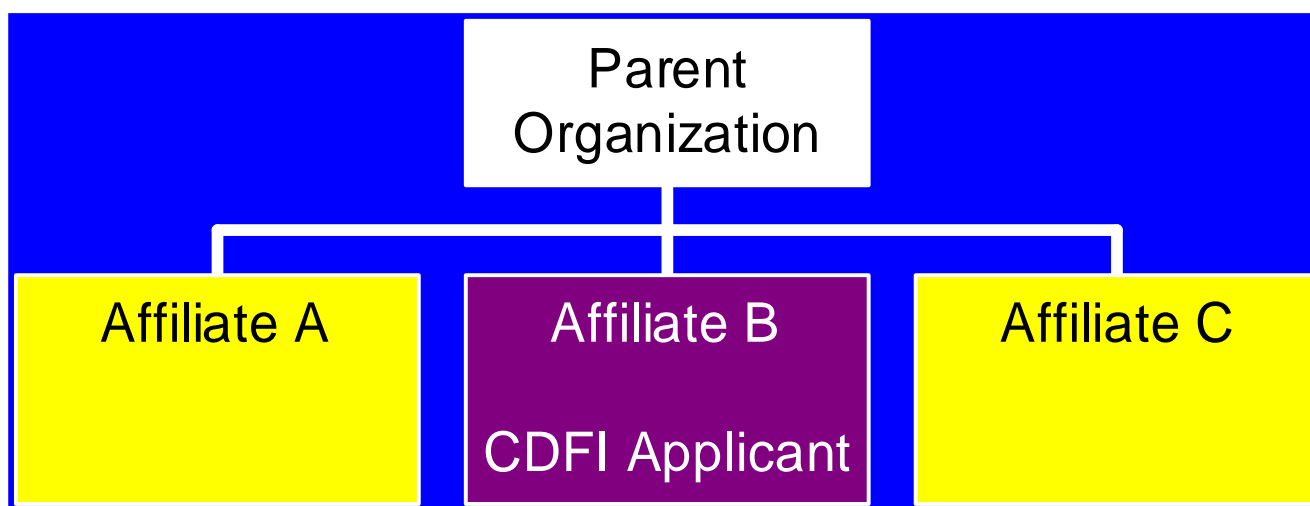 Parent
Organization
Affiliate A
Affiliate B
CDFI Applicant
Affiliate C